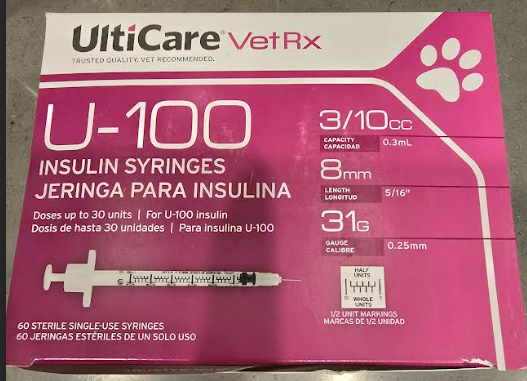 UltiCare VetRx
TRUSTED QUALITY. VET RECOMMENDED.
U-100
INSULIN SYRINGES
JERINGA PARA INSULINA
Doses up to 30 units | For U-100 insulin
Dosis de hasta 30 unidades | Para insulina U-100
60 STERILE SINGLE-USE SYRINGES
60 JERINGAS ESTÉRILES DE UN SOLO USO
3/10cc
CAPACITY
CAPACIDAD
0.3mL
8mm
LENGTH
LONGITUD
5/16"
31G
GAUGE
CALIBRE
0.25mm
HALF
UNITS
10 5
WHOLE
UNITS
1/2 UNIT MARKINGS
MARCAS DE 1/2 UNIDAD